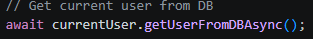 // Get current user from DB
await currentUser.getUserFromDBAsync();